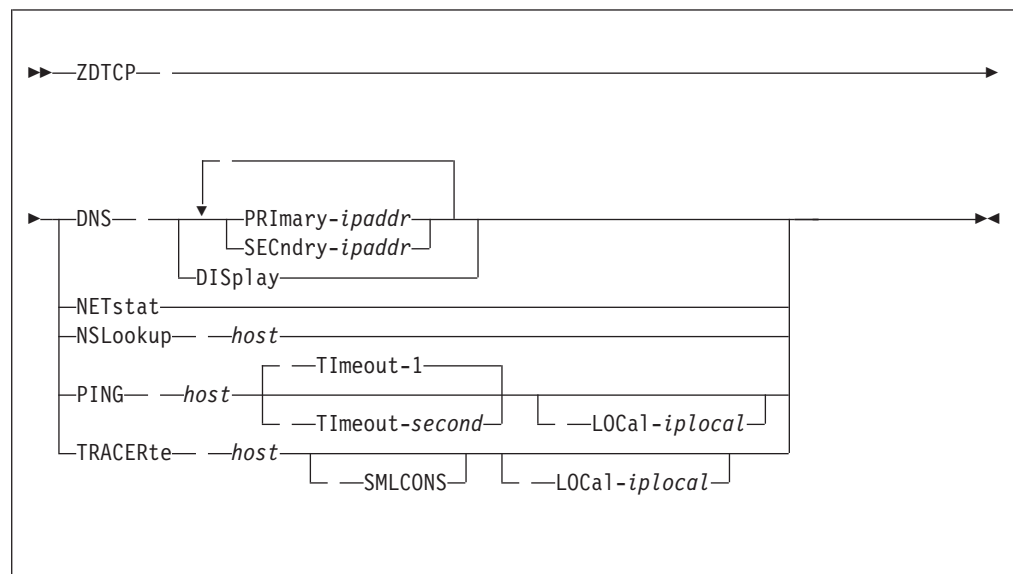 ZDTCP
DNS PRImary-ipaddr
SECndry-ipaddr
DISplay
NETstat
NSLookup host
TImeout-1
PING host
TImeout-second LOCal-iplocal
TRACERte host
SMLCONS LOCal-iplocal